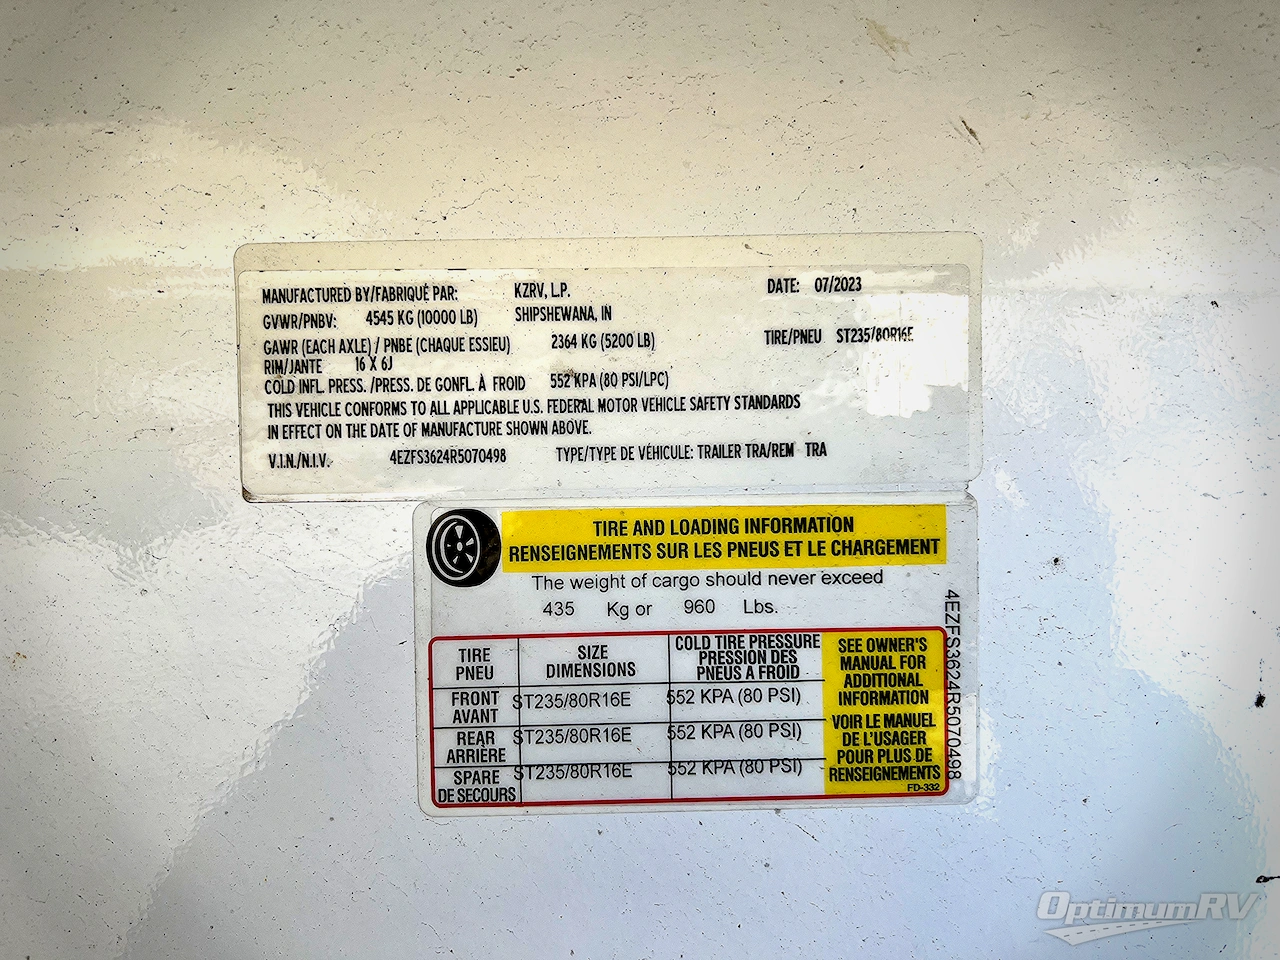 MANUFACTURED BY/FABRIQUÉ PAR: KZRV, L.P. DATE: 07/2023
GVWR/PNBV: 4545 KG (10000 LB) SHIPSHEWANA, IN
GAWR (EACH AXLE) / PNBE (CHAQUE ESSIEU) 2364 KG (5200 LB) TIRE/PNEU ST235/80R16E
RIM/JANTE 16 X 6J
COLD INFL. PRESS. /PRESS. DE GONFL. À FROID 552 KPA (80 PSI/LPC)
THIS VEHICLE CONFORMS TO ALL APPLICABLE U.S. FEDERAL MOTOR VEHICLE SAFETY STANDARDS
IN EFFECT ON THE DATE OF MANUFACTURE SHOWN ABOVE.
V.I.N./N.I.V. 4EZFS3624R5070498 TYPE/TYPE DE VÉHICULE: TRAILER TRA/REM TRA
TIRE AND LOADING INFORMATION
RENSEIGNEMENTS SUR LES PNEUS ET LE CHARGEMENT
The weight of cargo should never exceed
435 Kg or 960 Lbs.
TIRE
PNEU
SIZE
DIMENSIONS
COLD TIRE PRESSURE
PRESSION DES
PNEUS A FROID
FRONT
AVANT
ST235/80R16E
552 KPA (80 PSI)
REAR
ARRIÈRE
ST235/80R16E
552 KPA (80 PSI)
SPARE
DE SECOURS
ST235/80R16E
552 KPA (80 PSI)
SEE OWNER'S
MANUAL FOR
ADDITIONAL
INFORMATION
VOIR LE MANUEL
DE L'USAGER
POUR PLUS DE
RENSEIGNEMENTS
FD-332
4EZFS3624R5070498
OptimumRV